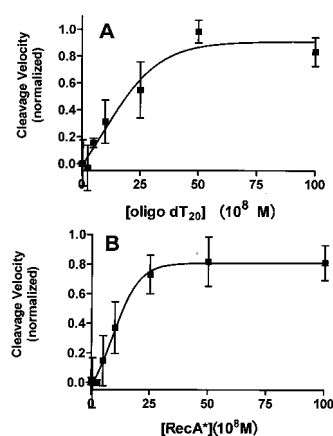 A
Cleavage Velocity
(normalized)
1.0
0.8
0.6
0.4
0.2
0.0
0 25 50 75 100
[oligo dT20] (10^8 M)
B
Cleavage Velocity
(normalized)
1.0
0.8
0.6
0.4
0.2
0.0
0 25 50 75 100
[RecA*](10^8M)